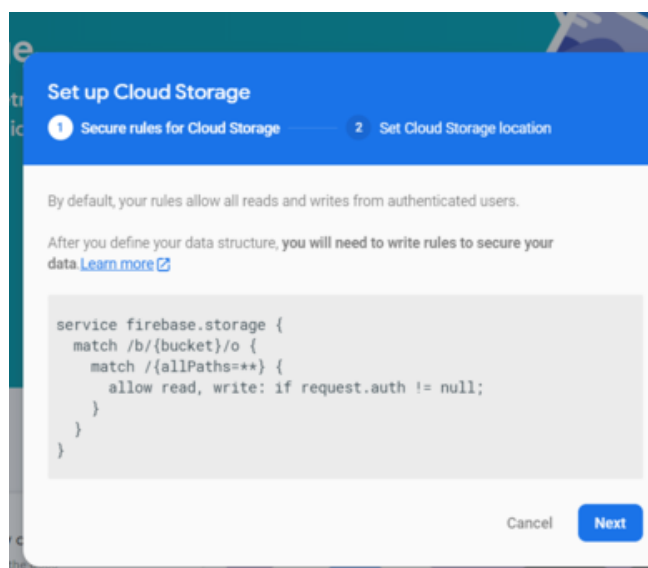 Set up Cloud Storage
1 Secure rules for Cloud Storage 2 Set Cloud Storage location
By default, your rules allow all reads and writes from authenticated users.
After you define your data structure, you will need to write rules to secure your
data.Learn more
service firebase.storage {
match /b/{bucket}/o {
match /{allPaths=**} {
allow read, write: if request.auth != null;
}
}
}
Cancel Next